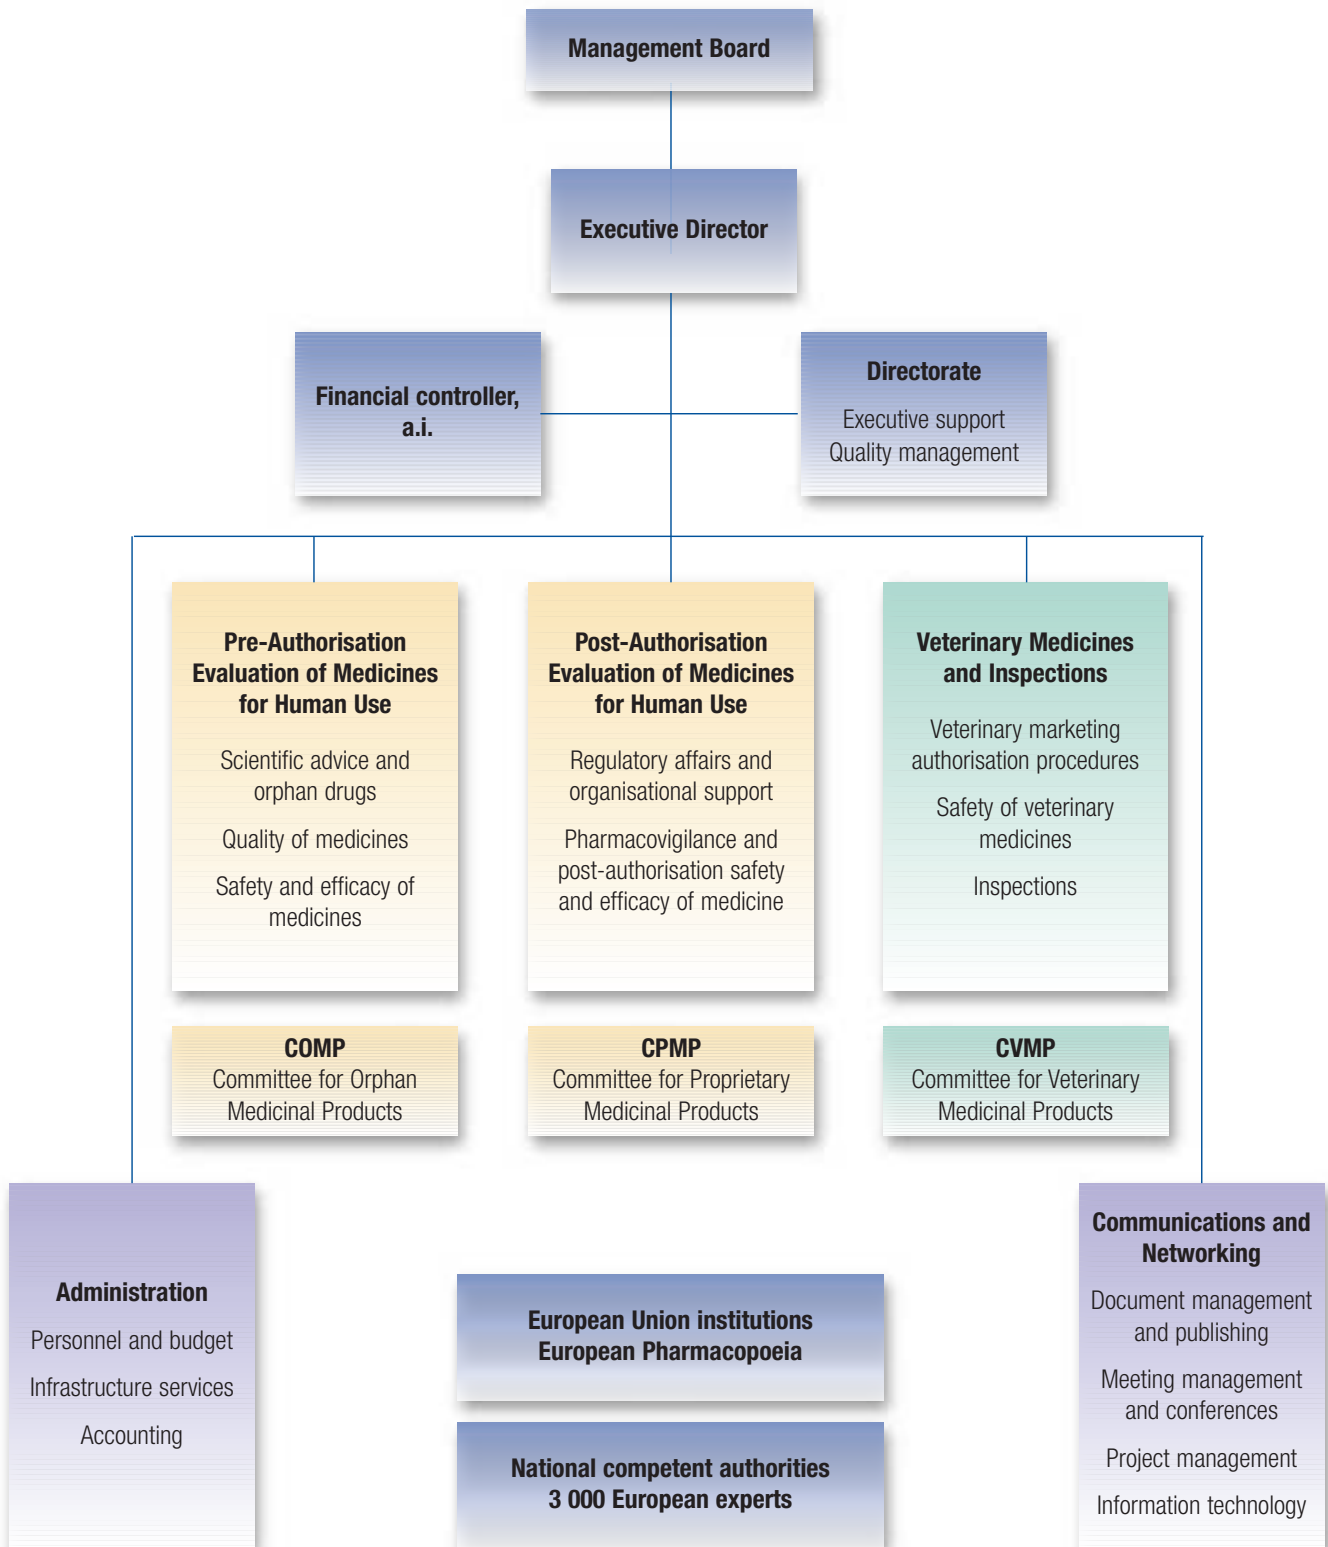 Management Board
Executive Director
Financial controller,
a.i.
Directorate
Executive support
Quality management
Pre-Authorisation
Evaluation of Medicines
for Human Use
Scientific advice and
orphan drugs
Quality of medicines
Safety and efficacy of
medicines
Post-Authorisation
Evaluation of Medicines
for Human Use
Regulatory affairs and
organisational support
Pharmacovigilance and
post-authorisation safety
and efficacy of medicine
Veterinary Medicines
and Inspections
Veterinary marketing
authorisation procedures
Safety of veterinary
medicines
Inspections
COMP
Committee for Orphan
Medicinal Products
CPMP
Committee for Proprietary
Medicinal Products
CVMP
Committee for Veterinary
Medicinal Products
Administration
Personnel and budget
Infrastructure services
Accounting
European Union institutions
European Pharmacopoeia
National competent authorities
3 000 European experts
Communications and
Networking
Document management
and publishing
Meeting management
and conferences
Project management
Information technology